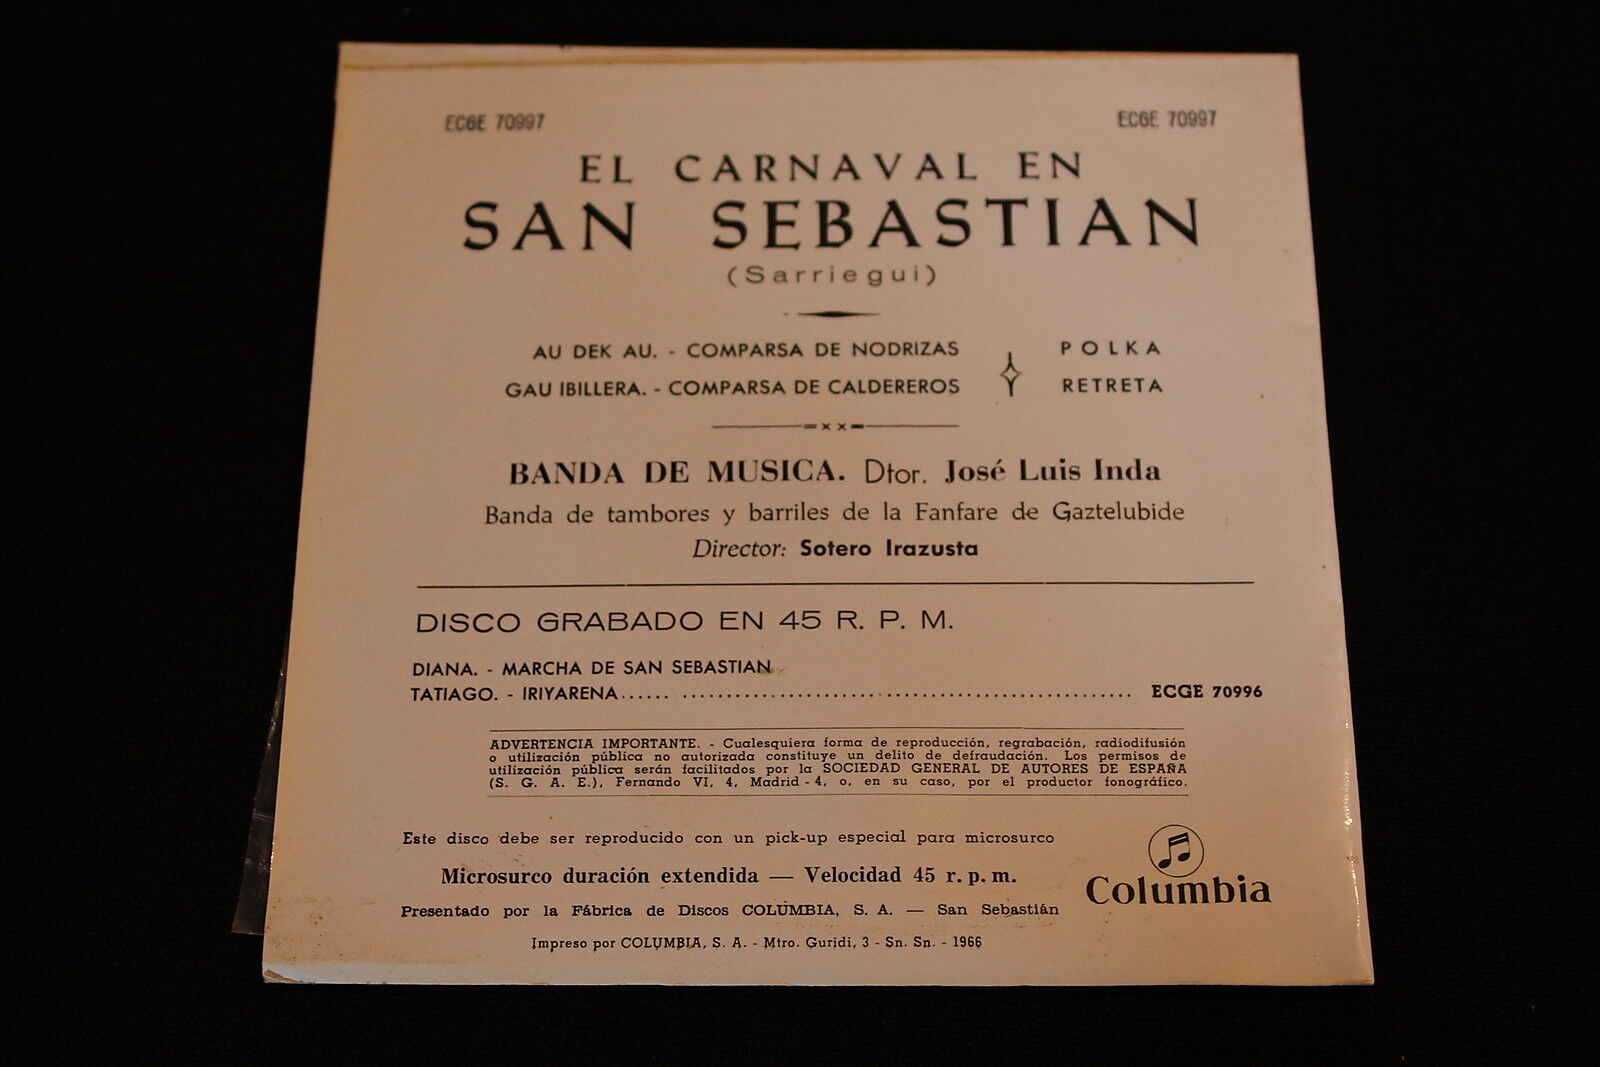 ECGE 70997 ECGE 70997
EL CARNAVAL EN
SAN SEBASTIAN
(Sarriegui)
AU DEK AU. - COMPARSA DE NODRIZAS POLKA
GAU IBILLERA. - COMPARSA DE CALDEREROS RETRETA
BANDA DE MUSICA. Dtor. José Luis Inda
Banda de tambores y barriles de la Fanfare de Gaztelubide
Director: Sotero Irazusta
DISCO GRABADO EN 45 R. P. M.
DIANA. - MARCHA DE SAN SEBASTIAN
TATIAGO. - IRIYARENA...... .................................................... ECGE 70996
ADVERTENCIA IMPORTANTE. - Cualesquiera forma de reproducción, regrabación, radiodifusión
o utilización pública no autorizada constituye un delito de defraudación. Los permisos de
utilización pública serán facilitados por la SOCIEDAD GENERAL DE AUTORES DE ESPAÑA
(S. G. A. E.), Fernando VI, 4, Madrid - 4, o, en su caso, por el productor fonográfico.
Este disco debe ser reproducido con un pick-up especial para microsurco
Microsurco duración extendida — Velocidad 45 r. p. m.
Presentado por la Fábrica de Discos COLUMBIA, S. A. — San Sebastián
Impreso por COLUMBIA, S. A. - Mtro. Guridi, 3 - Sn. Sn. - 1966
Columbia